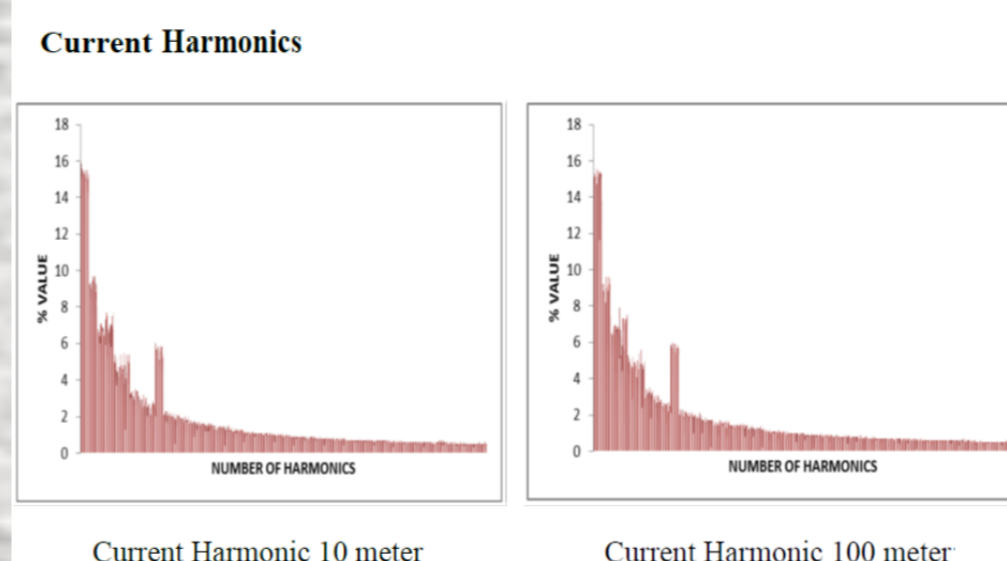 Current Harmonics
18
16
14
12
10
8
6
4
2
0
% VALUE
NUMBER OF HARMONICS
18
16
14
12
10
8
6
4
2
0
% VALUE
NUMBER OF HARMONICS
Current Harmonic 10 meter
Current Harmonic 100 meter